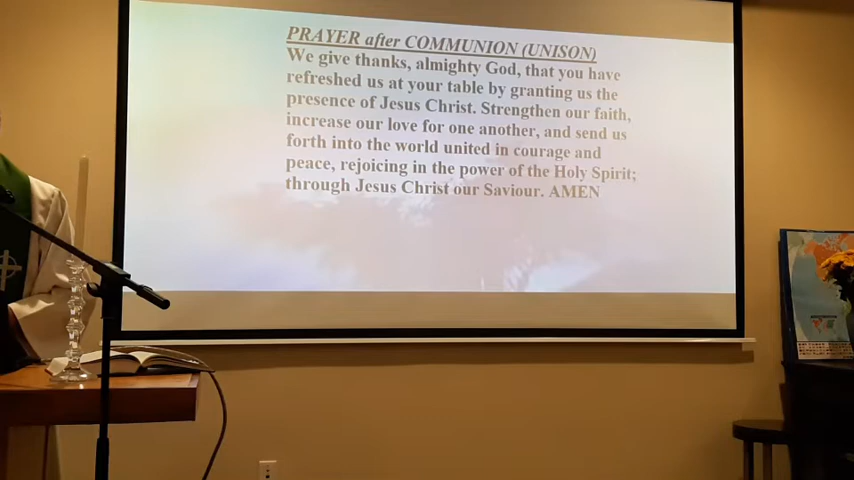 PRAYER after COMMUNION (UNISON)
We give thanks, almighty God, that you have
refreshed us at your table by granting us the
presence of Jesus Christ. Strengthen our faith,
increase our love for one another, and send us
forth into the world united in courage and
peace, rejoicing in the power of the Holy Spirit;
through Jesus Christ our Saviour. AMEN